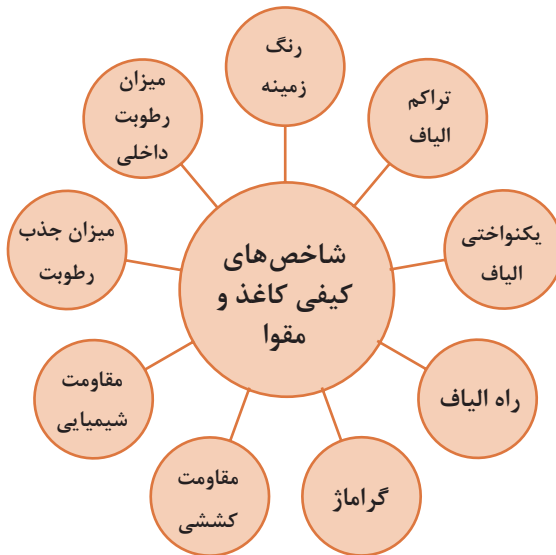 شاخص‌های
کیفی کاغذ و
مقوا
رنگ
زمینه
تراکم
الیاف
یکنواختی
الیاف
راه الیاف
گراماژ
مقاومت
کششی
مقاومت
شیمیایی
میزان جذب
رطوبت
میزان
رطوبت
داخلی